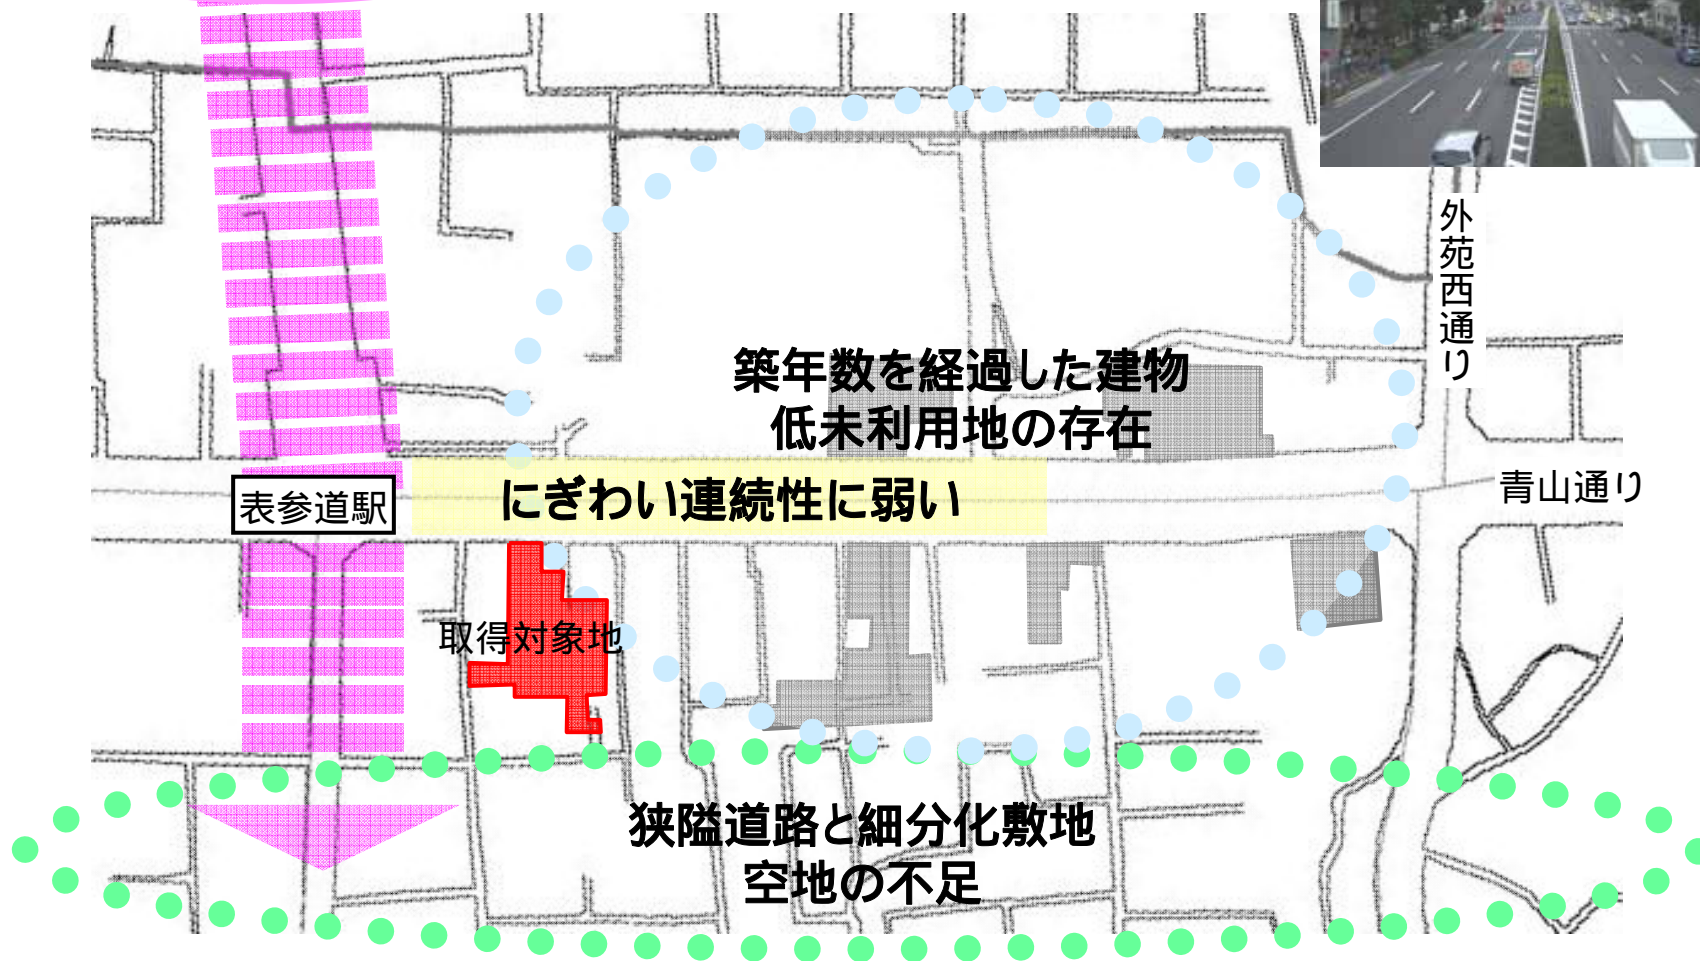 外苑西通り
築年数を経過した建物
低未利用地の存在
にぎわい連続性に弱い
表参道駅
青山通り
取得対象地
狭隘道路と細分化敷地
空地の不足